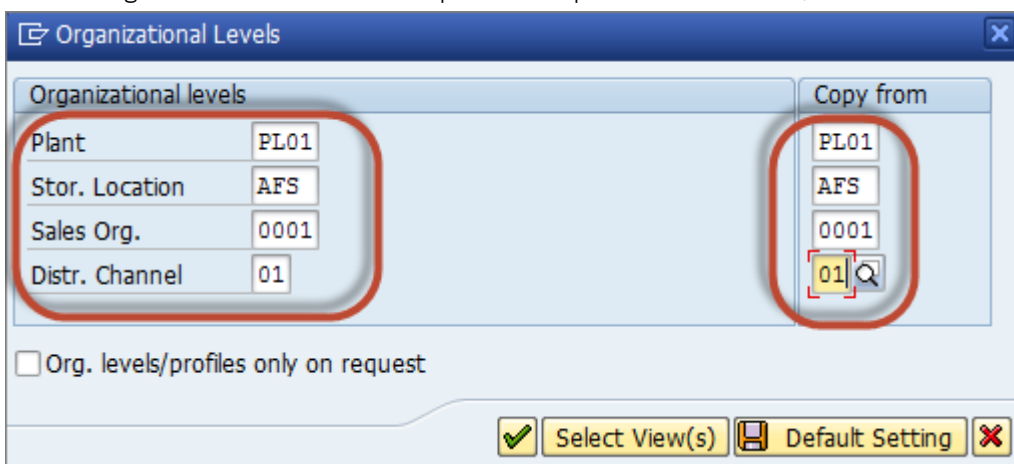 Organizational Levels
Organizational levels Copy from
Plant PL01 PL01
Stor. Location AFS AFS
Sales Org. 0001 0001
Distr. Channel 01 01
Org. levels/profiles only on request
Select View(s) Default Setting